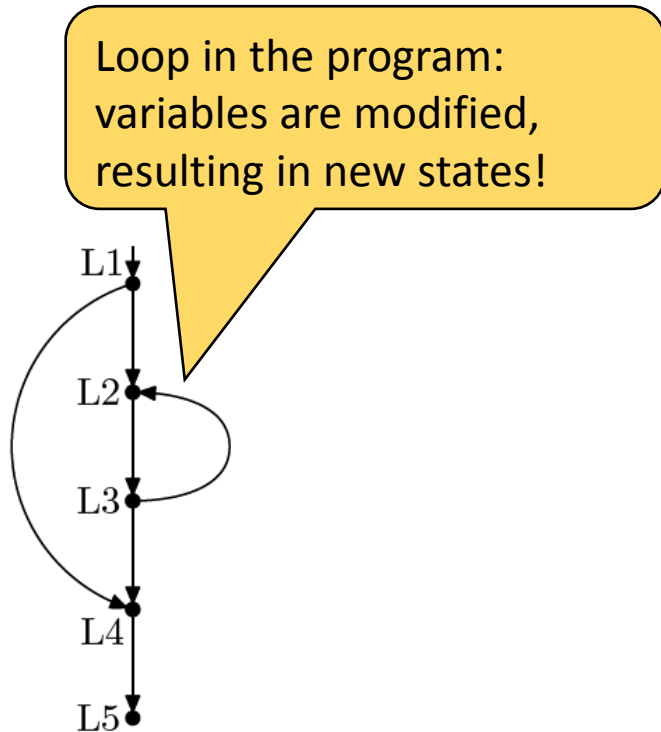 Loop in the program:
variables are modified,
resulting in new states!
L1
L2
L3
L4
L5